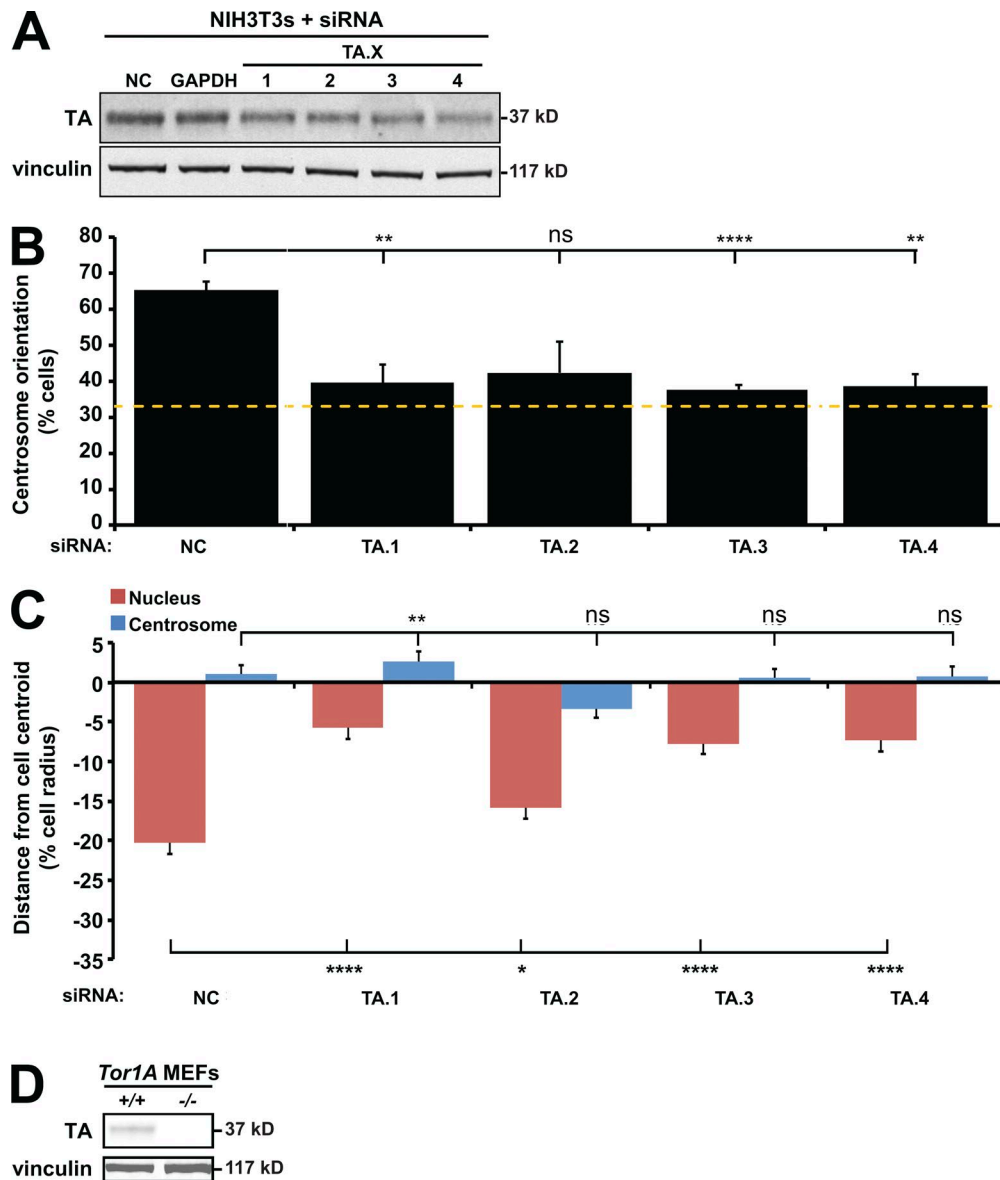 A
NIH3T3s + siRNA
TA.X
NC GAPDH 1 2 3 4
TA -37 kD
vinculin -117 kD
B
80
70
60
50
40
30
20
10
0
Centrosome orientation
(% cells)
** ns **** **
siRNA: NC TA.1 TA.2 TA.3 TA.4
C
Nucleus
Centrosome
** ns ns ns
5
0
-5
-10
-15
-20
-25
-30
-35
Distance from cell centroid
(% cell radius)
**** * **** ****
siRNA: NC TA.1 TA.2 TA.3 TA.4
D
Tor1A MEFs
+/+ -/-
TA -37 kD
vinculin -117 kD